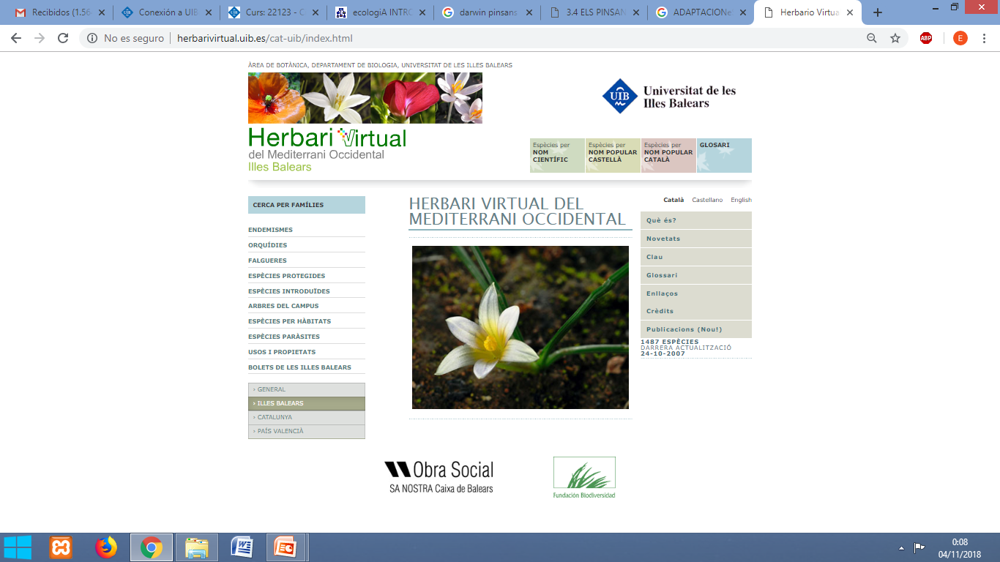 Recibidos (1.56
Conexión a UIB
Curs: 22123 - C
ecologiA INTRO
darwin pinsans
3.4 ELS PINSAN
ADAPTACIONeS
Herbario Virtua
No es seguro
herbarivirtual.uib.es/cat-uib/index.html
ABP
E
ÀREA DE BOTÀNICA, DEPARTAMENT DE BIOLOGIA, UNIVERSITAT DE LES ILLES BALEARS
UIB
Universitat de les
Illes Balears
Herbari Virtual
del Mediterrani Occidental
Illes Balears
Espècies per
NOM
CIENTÍFIC
Espècies per
NOM POPULAR
CASTELLÀ
Espècies per
NOM POPULAR
CATALÀ
GLOSARI
CERCA PER FAMÍLIES
ENDEMISMES
ORQUÍDIES
FALGUERES
ESPÈCIES PROTEGIDES
ESPÈCIES INTRODUÏDES
ARBRES DEL CAMPUS
ESPÈCIES PER HÀBITATS
ESPÈCIES PARÀSITES
USOS I PROPIETATS
BOLETS DE LES ILLES BALEARS
› GENERAL
› ILLES BALEARS
› CATALUNYA
› PAÍS VALENCIÀ
HERBARI VIRTUAL DEL
MEDITERRANI OCCIDENTAL
Català Castellano English
Què és?
Novetats
Clau
Glossari
Enllaços
Crèdits
Publicacions (Nou!)
1487 ESPÈCIES
DARRERA ACTUALITZACIÓ
24-10-2007
Obra Social
SA NOSTRA Caixa de Balears
Fundación Biodiversidad
0:08
04/11/2018